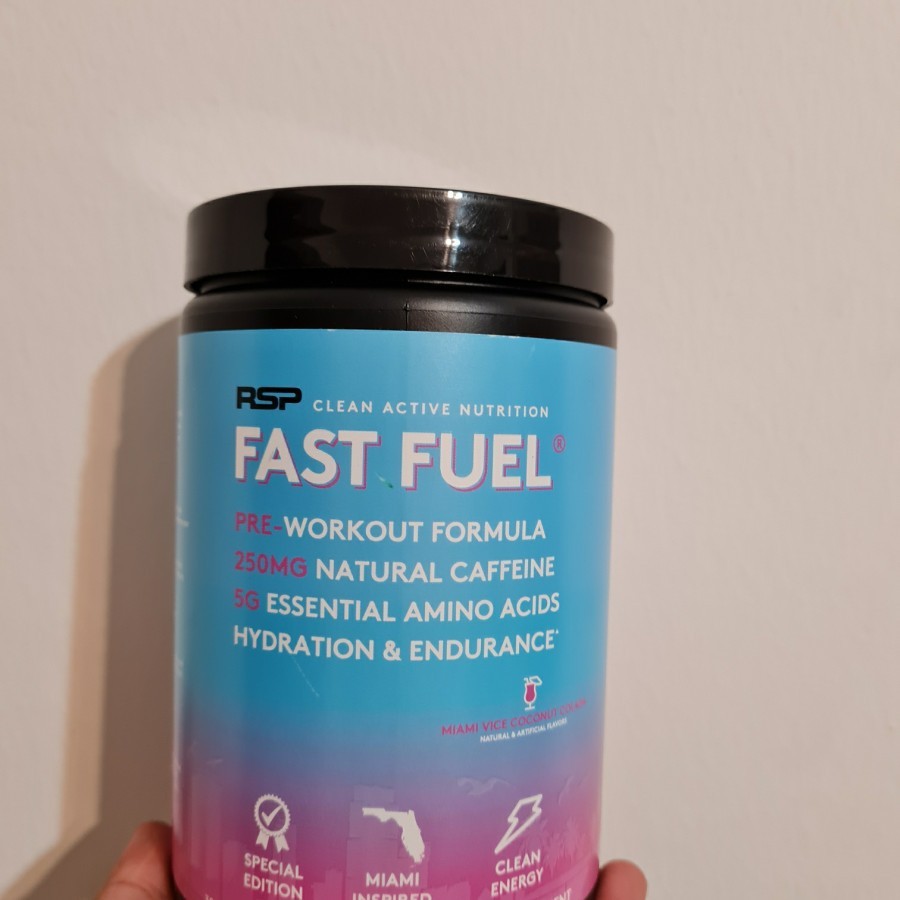 RSP CLEAN ACTIVE NUTRITION
FAST FUEL®
PRE-WORKOUT FORMULA
250MG NATURAL CAFFEINE
5G ESSENTIAL AMINO ACIDS
HYDRATION & ENDURANCE*
MIAMI VICE COCONUT
NATURAL & ARTIFICIAL FLAVORS
SPECIAL
EDITION
MIAMI
INSPIRED
CLEAN
ENERGY